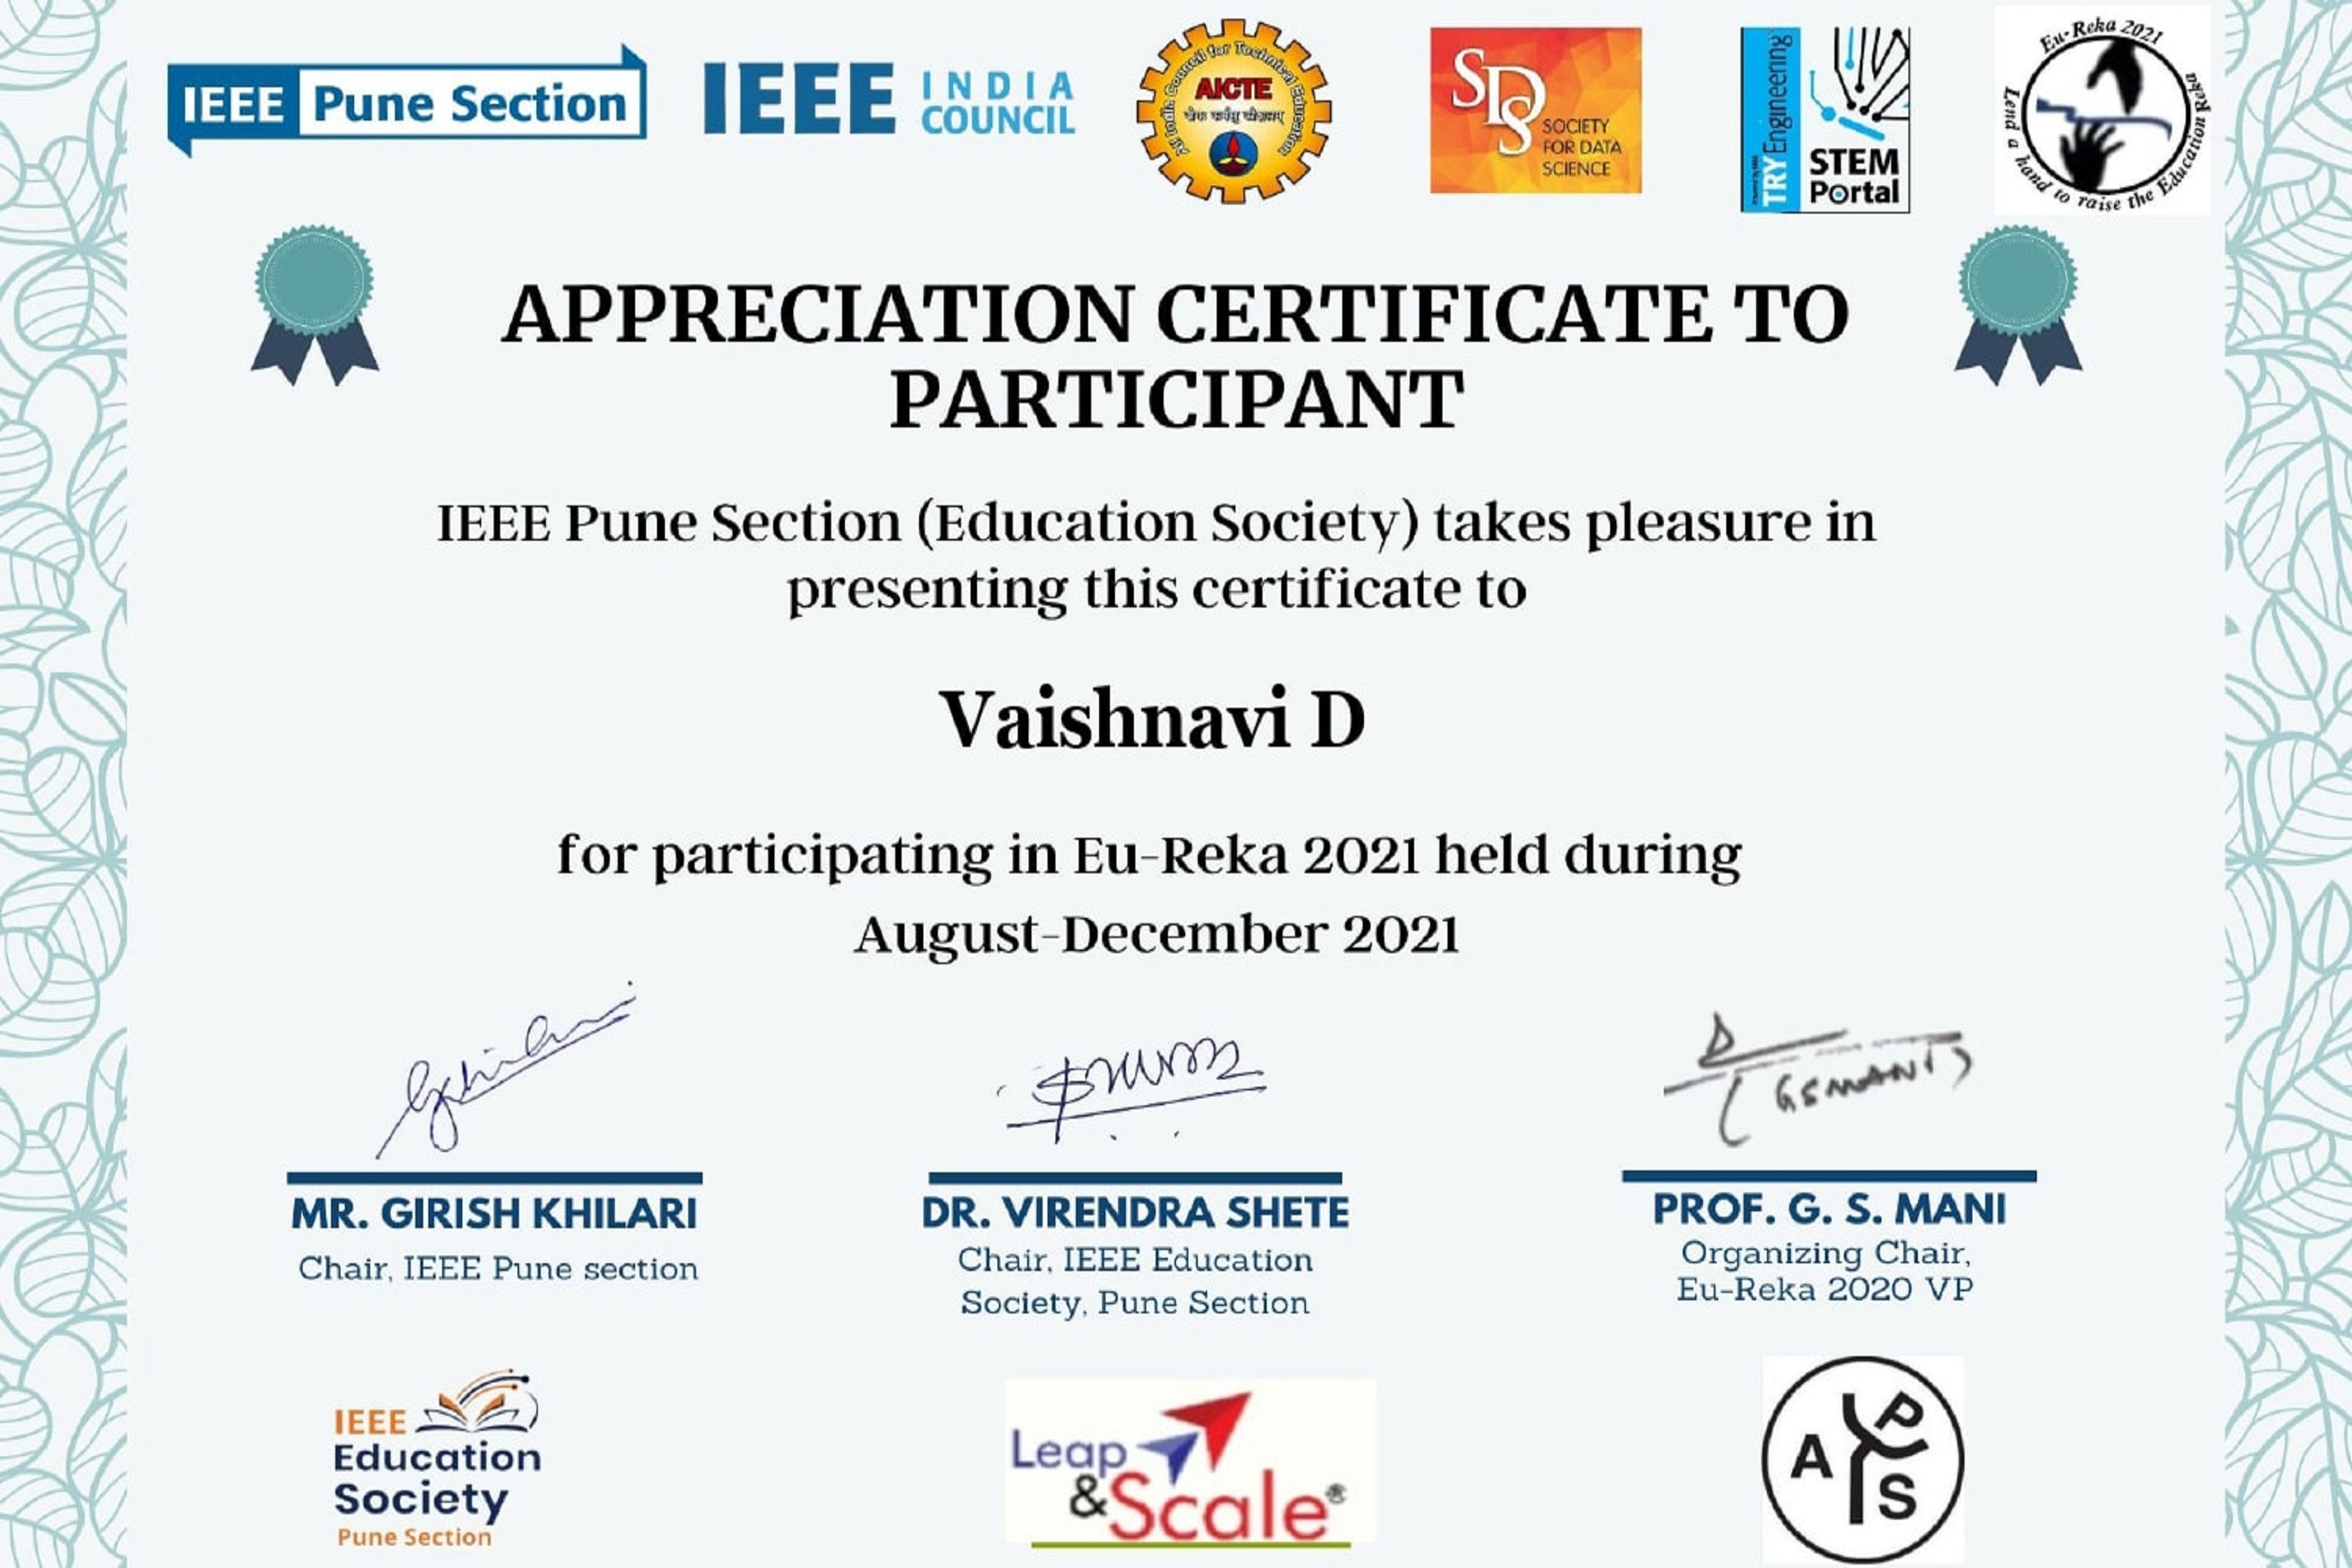 IEEE Pune Section
IEEE INDIA COUNCIL
All India Council for Technical Education
AICTE
SDS
SOCIETY
FOR DATA
SCIENCE
TRY Engineering
STEM
Portal
Eu-Reka 2021
Lend a hand to raise the Education Reka
APPRECIATION CERTIFICATE TO
PARTICIPANT
IEEE Pune Section (Education Society) takes pleasure in
presenting this certificate to
Vaishnavi D
for participating in Eu-Reka 2021 held during
August-December 2021
(GSMANI)
MR. GIRISH KHILARI
Chair, IEEE Pune section
DR. VIRENDRA SHETE
Chair, IEEE Education
Society, Pune Section
PROF. G. S. MANI
Organizing Chair,
Eu-Reka 2020 VP
IEEE
Education
Society
Pune Section
Leap
&Scale®
A P S